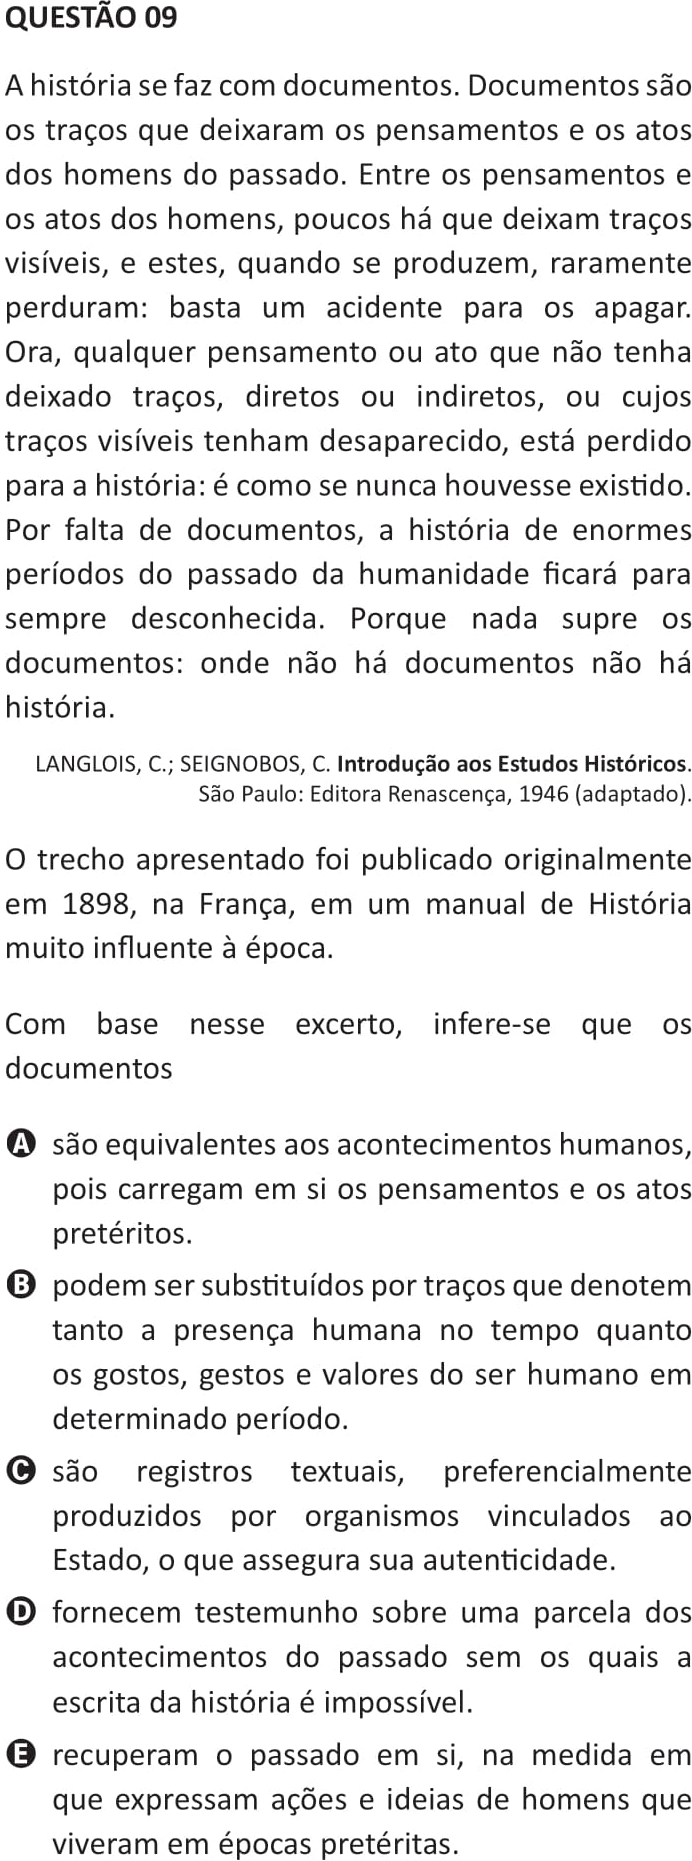 QUESTÃO 09
A história se faz com documentos. Documentos são
os traços que deixaram os pensamentos e os atos
dos homens do passado. Entre os pensamentos e
os atos dos homens, poucos há que deixam traços
visíveis, e estes, quando se produzem, raramente
perduram: basta um acidente para os apagar.
Ora, qualquer pensamento ou ato que não tenha
deixado traços, diretos ou indiretos, ou cujos
traços visíveis tenham desaparecido, está perdido
para a história: é como se nunca houvesse existido.
Por falta de documentos, a história de enormes
períodos do passado da humanidade ficará para
sempre desconhecida. Porque nada supre os
documentos: onde não há documentos não há
história.
LANGLOIS, C.; SEIGNOBOS, C. Introdução aos Estudos Históricos.
São Paulo: Editora Renascença, 1946 (adaptado).
O trecho apresentado foi publicado originalmente
em 1898, na França, em um manual de História
muito influente à época.
Com base nesse excerto, infere-se que os
documentos
A são equivalentes aos acontecimentos humanos,
pois carregam em si os pensamentos e os atos
pretéritos.
B podem ser substituídos por traços que denotem
tanto a presença humana no tempo quanto
os gostos, gestos e valores do ser humano em
determinado período.
C são registros textuais, preferencialmente
produzidos por organismos vinculados ao
Estado, o que assegura sua autenticidade.
D fornecem testemunho sobre uma parcela dos
acontecimentos do passado sem os quais a
escrita da história é impossível.
E recuperam o passado em si, na medida em
que expressam ações e ideias de homens que
viveram em épocas pretéritas.